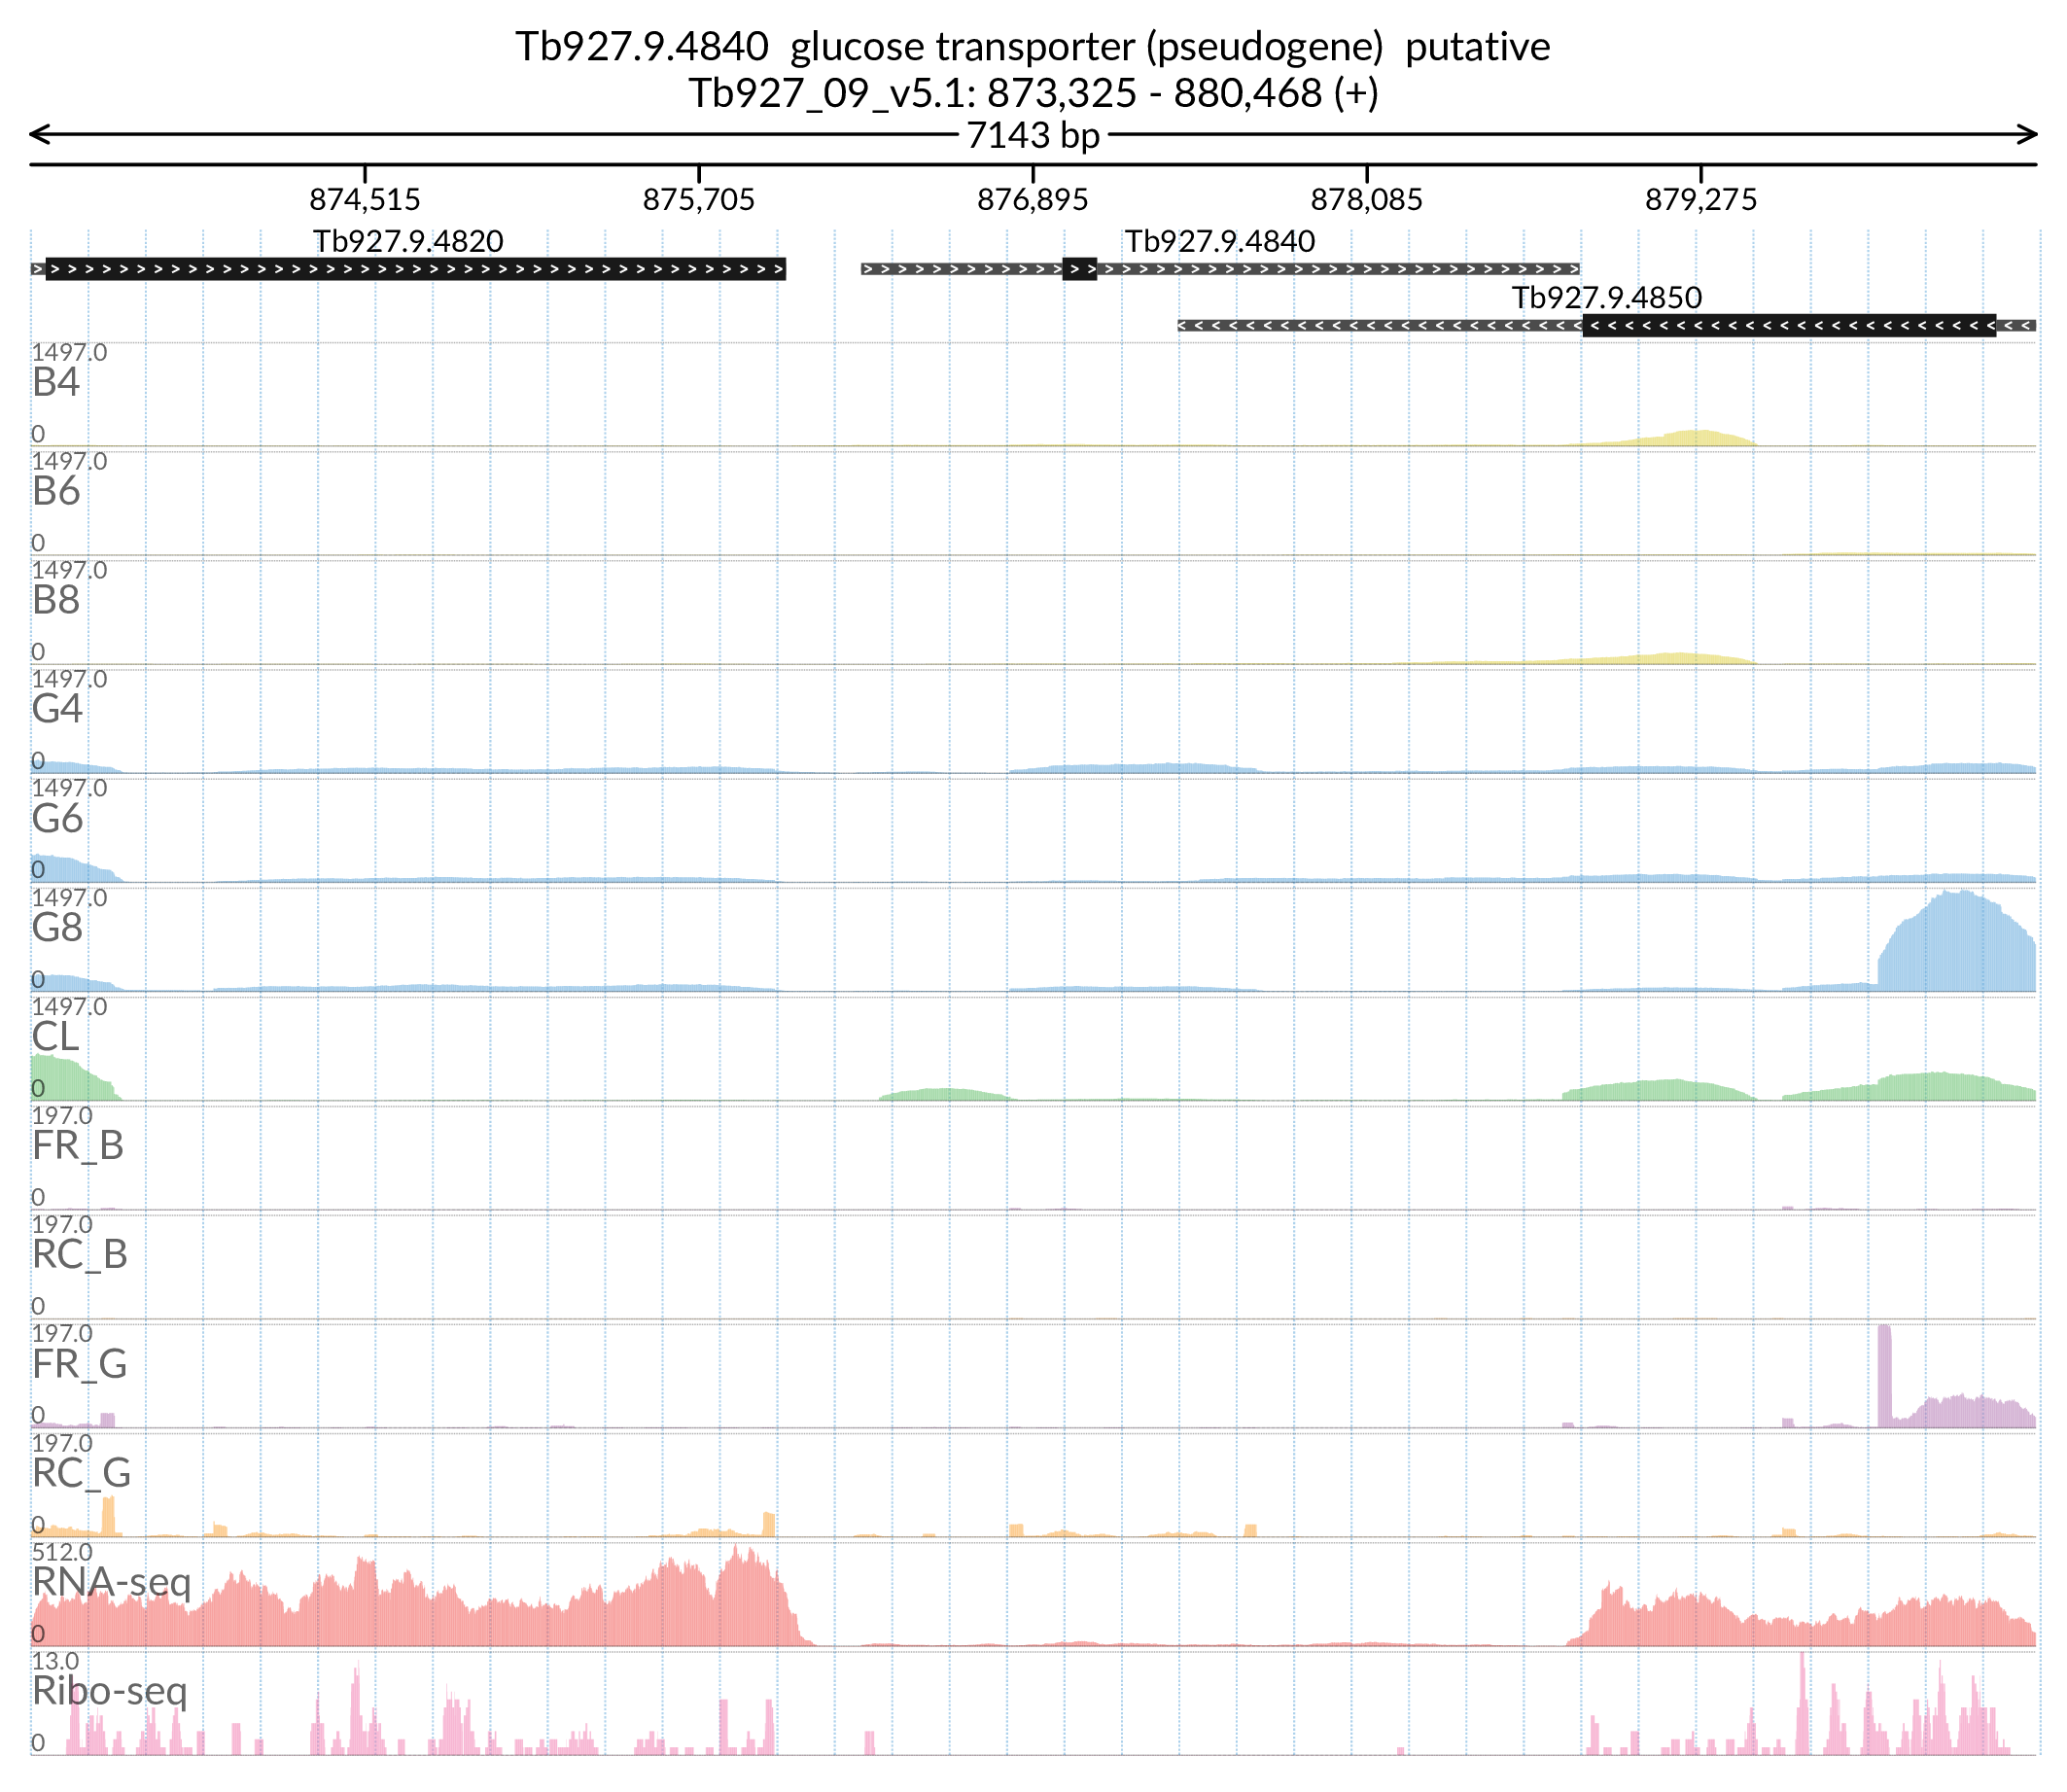 Tb927.9.4840  glucose transporter (pseudogene)  putative
Tb927_09_v5.1: 873,325 - 880,468 (+)
7143 bp
874,515 875,705 876,895 878,085 879,275
Tb927.9.4820 Tb927.9.4840
Tb927.9.4850
1497.0
B4
0
1497.0
B6
0
1497.0
B8
0
1497.0
G4
0
1497.0
G6
0
1497.0
G8
0
1497.0
CL
0
197.0
FR_B
0
197.0
RC_B
0
197.0
FR_G
0
197.0
RC_G
0
512.0
RNA-seq
0
13.0
Ribo-seq
0